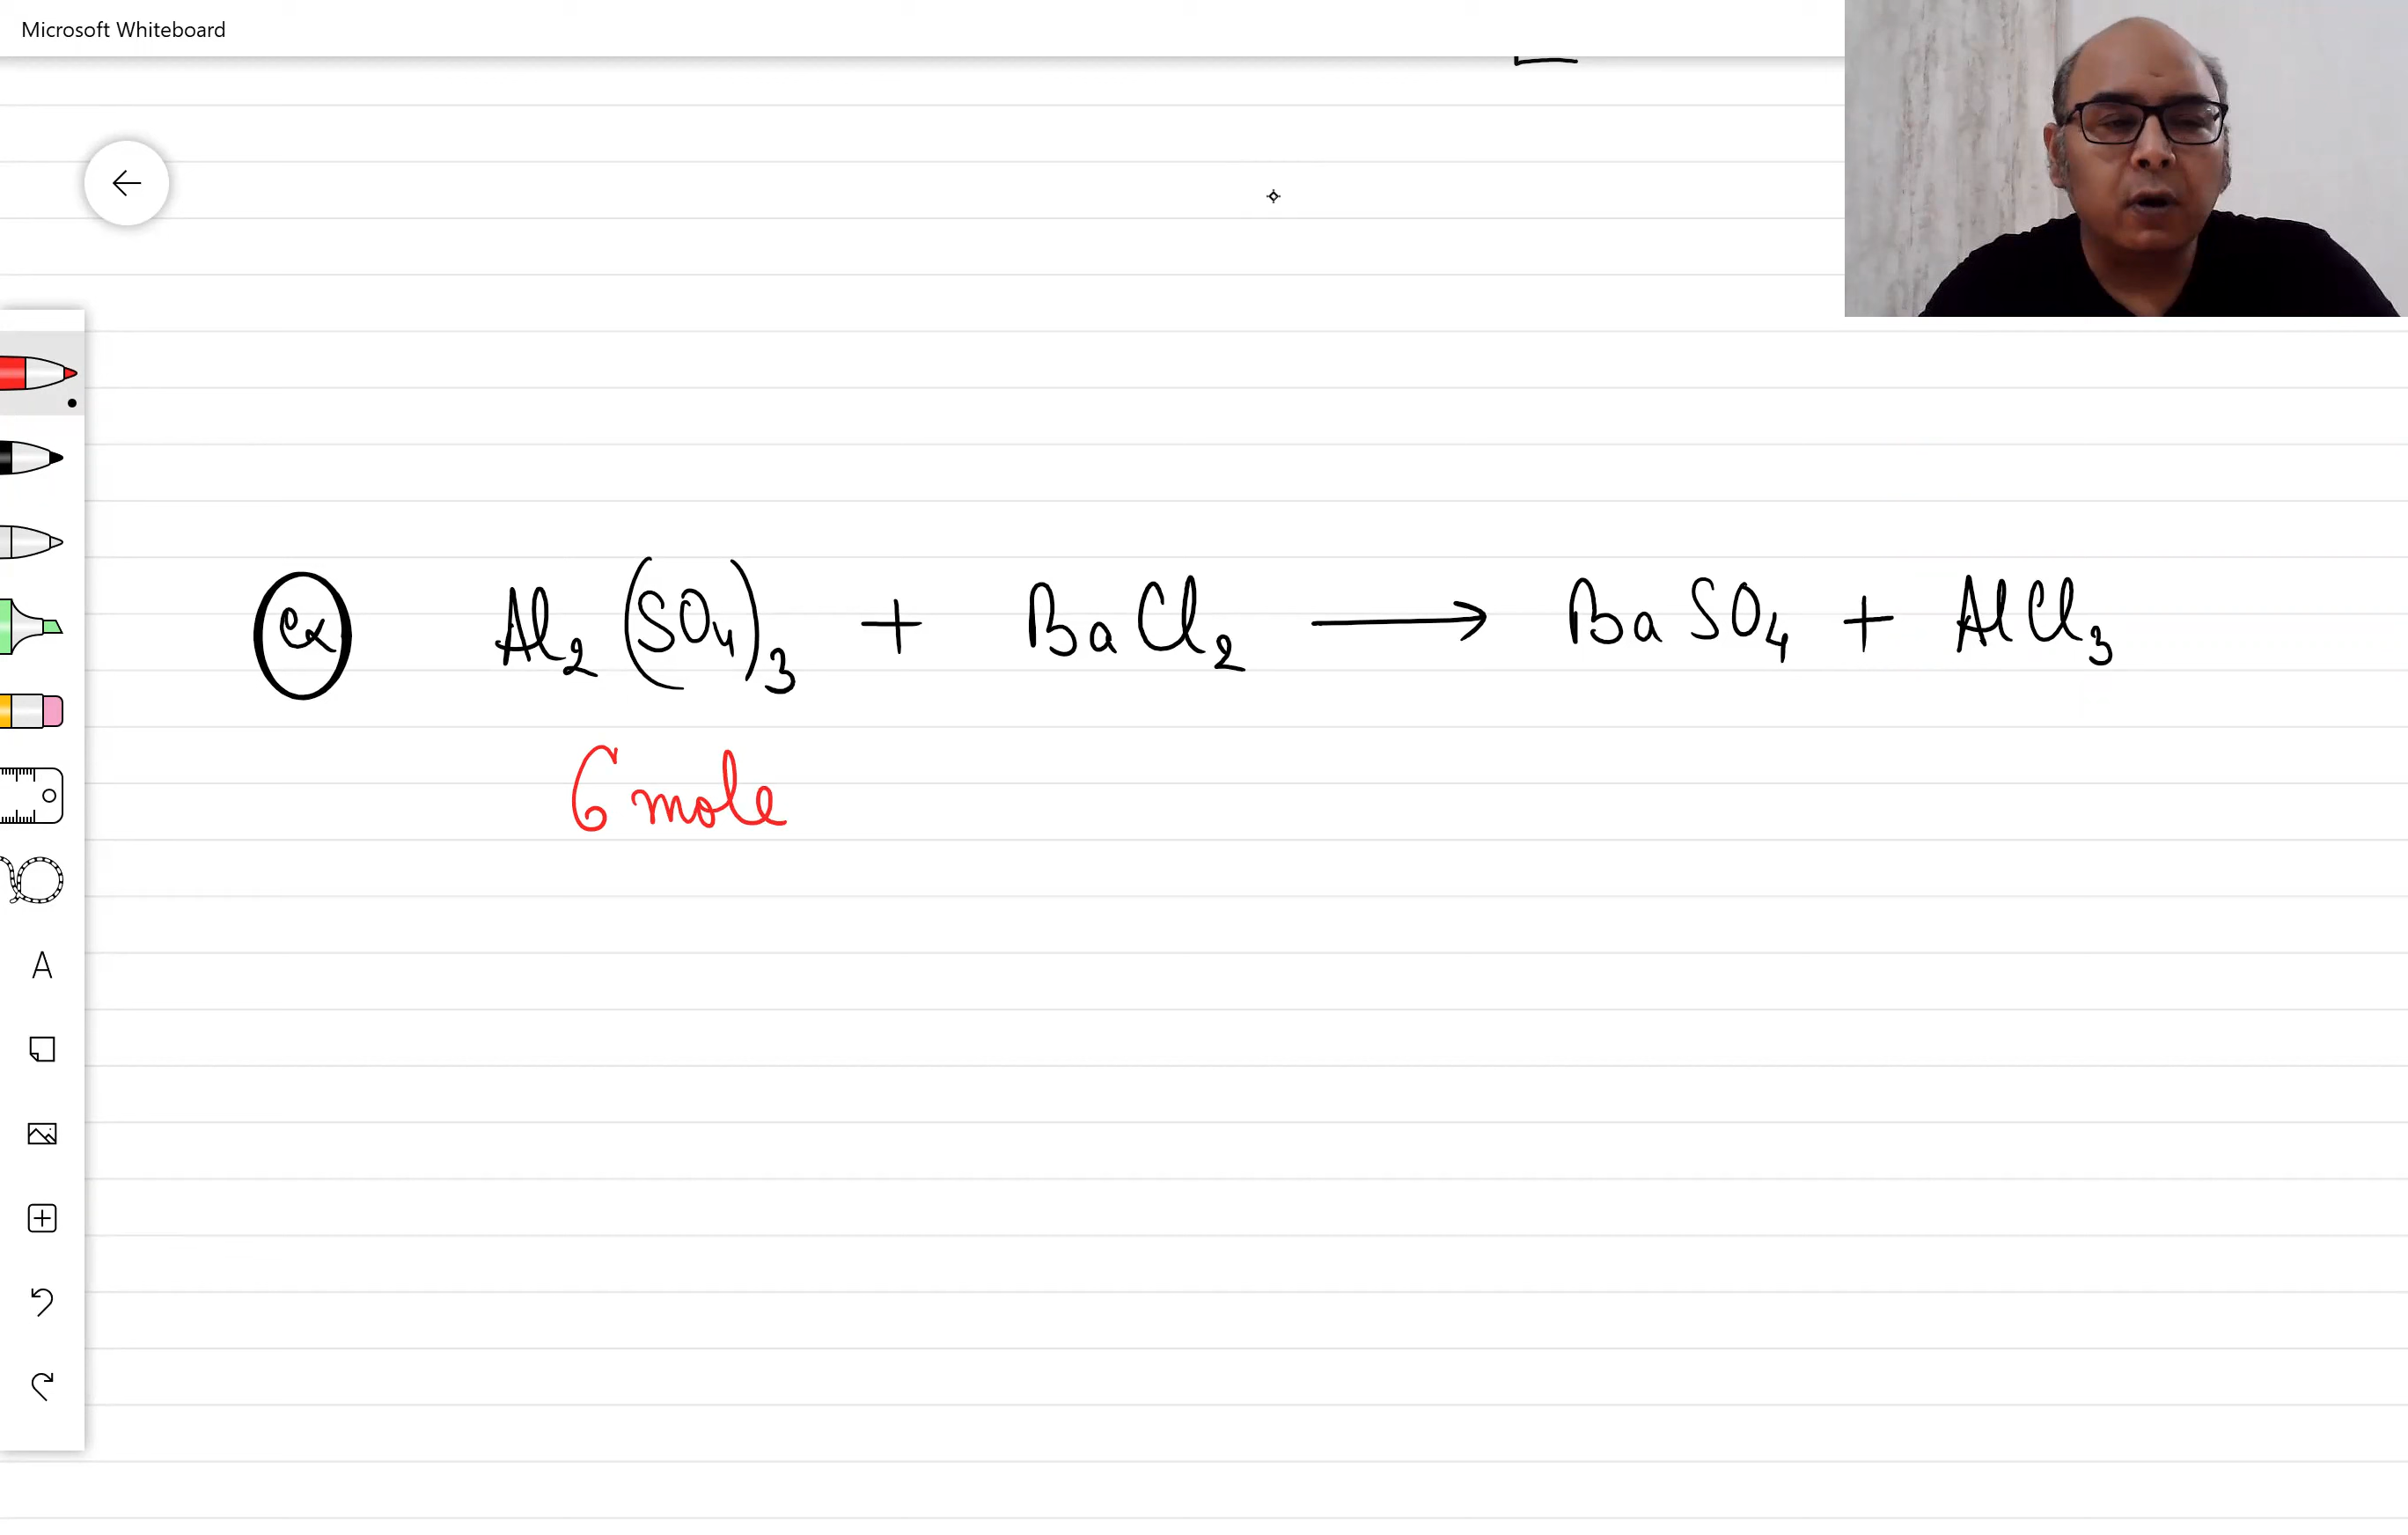 Microsoft Whiteboard
ex Al₂(SO₄)₃ + BaCl₂ → BaSO₄ + AlCl₃
6 mole
A